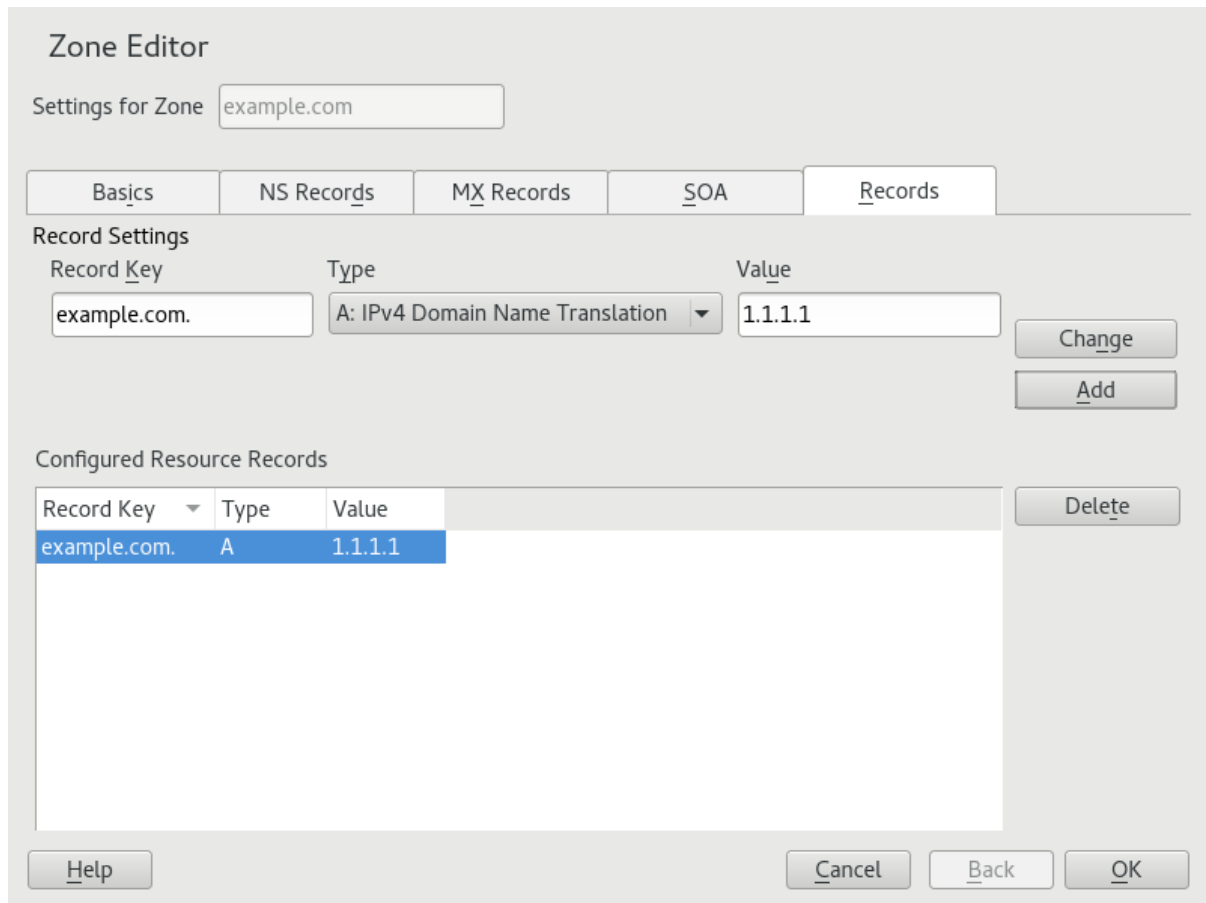 Zone Editor
Settings for Zone example.com
Basics NS Records MX Records SOA Records
Record Settings
Record Key Type Value
example.com. A: IPv4 Domain Name Translation 1.1.1.1
Change
Add
Configured Resource Records
Record Key Type Value
Delete
example.com. A 1.1.1.1
Help Cancel Back OK